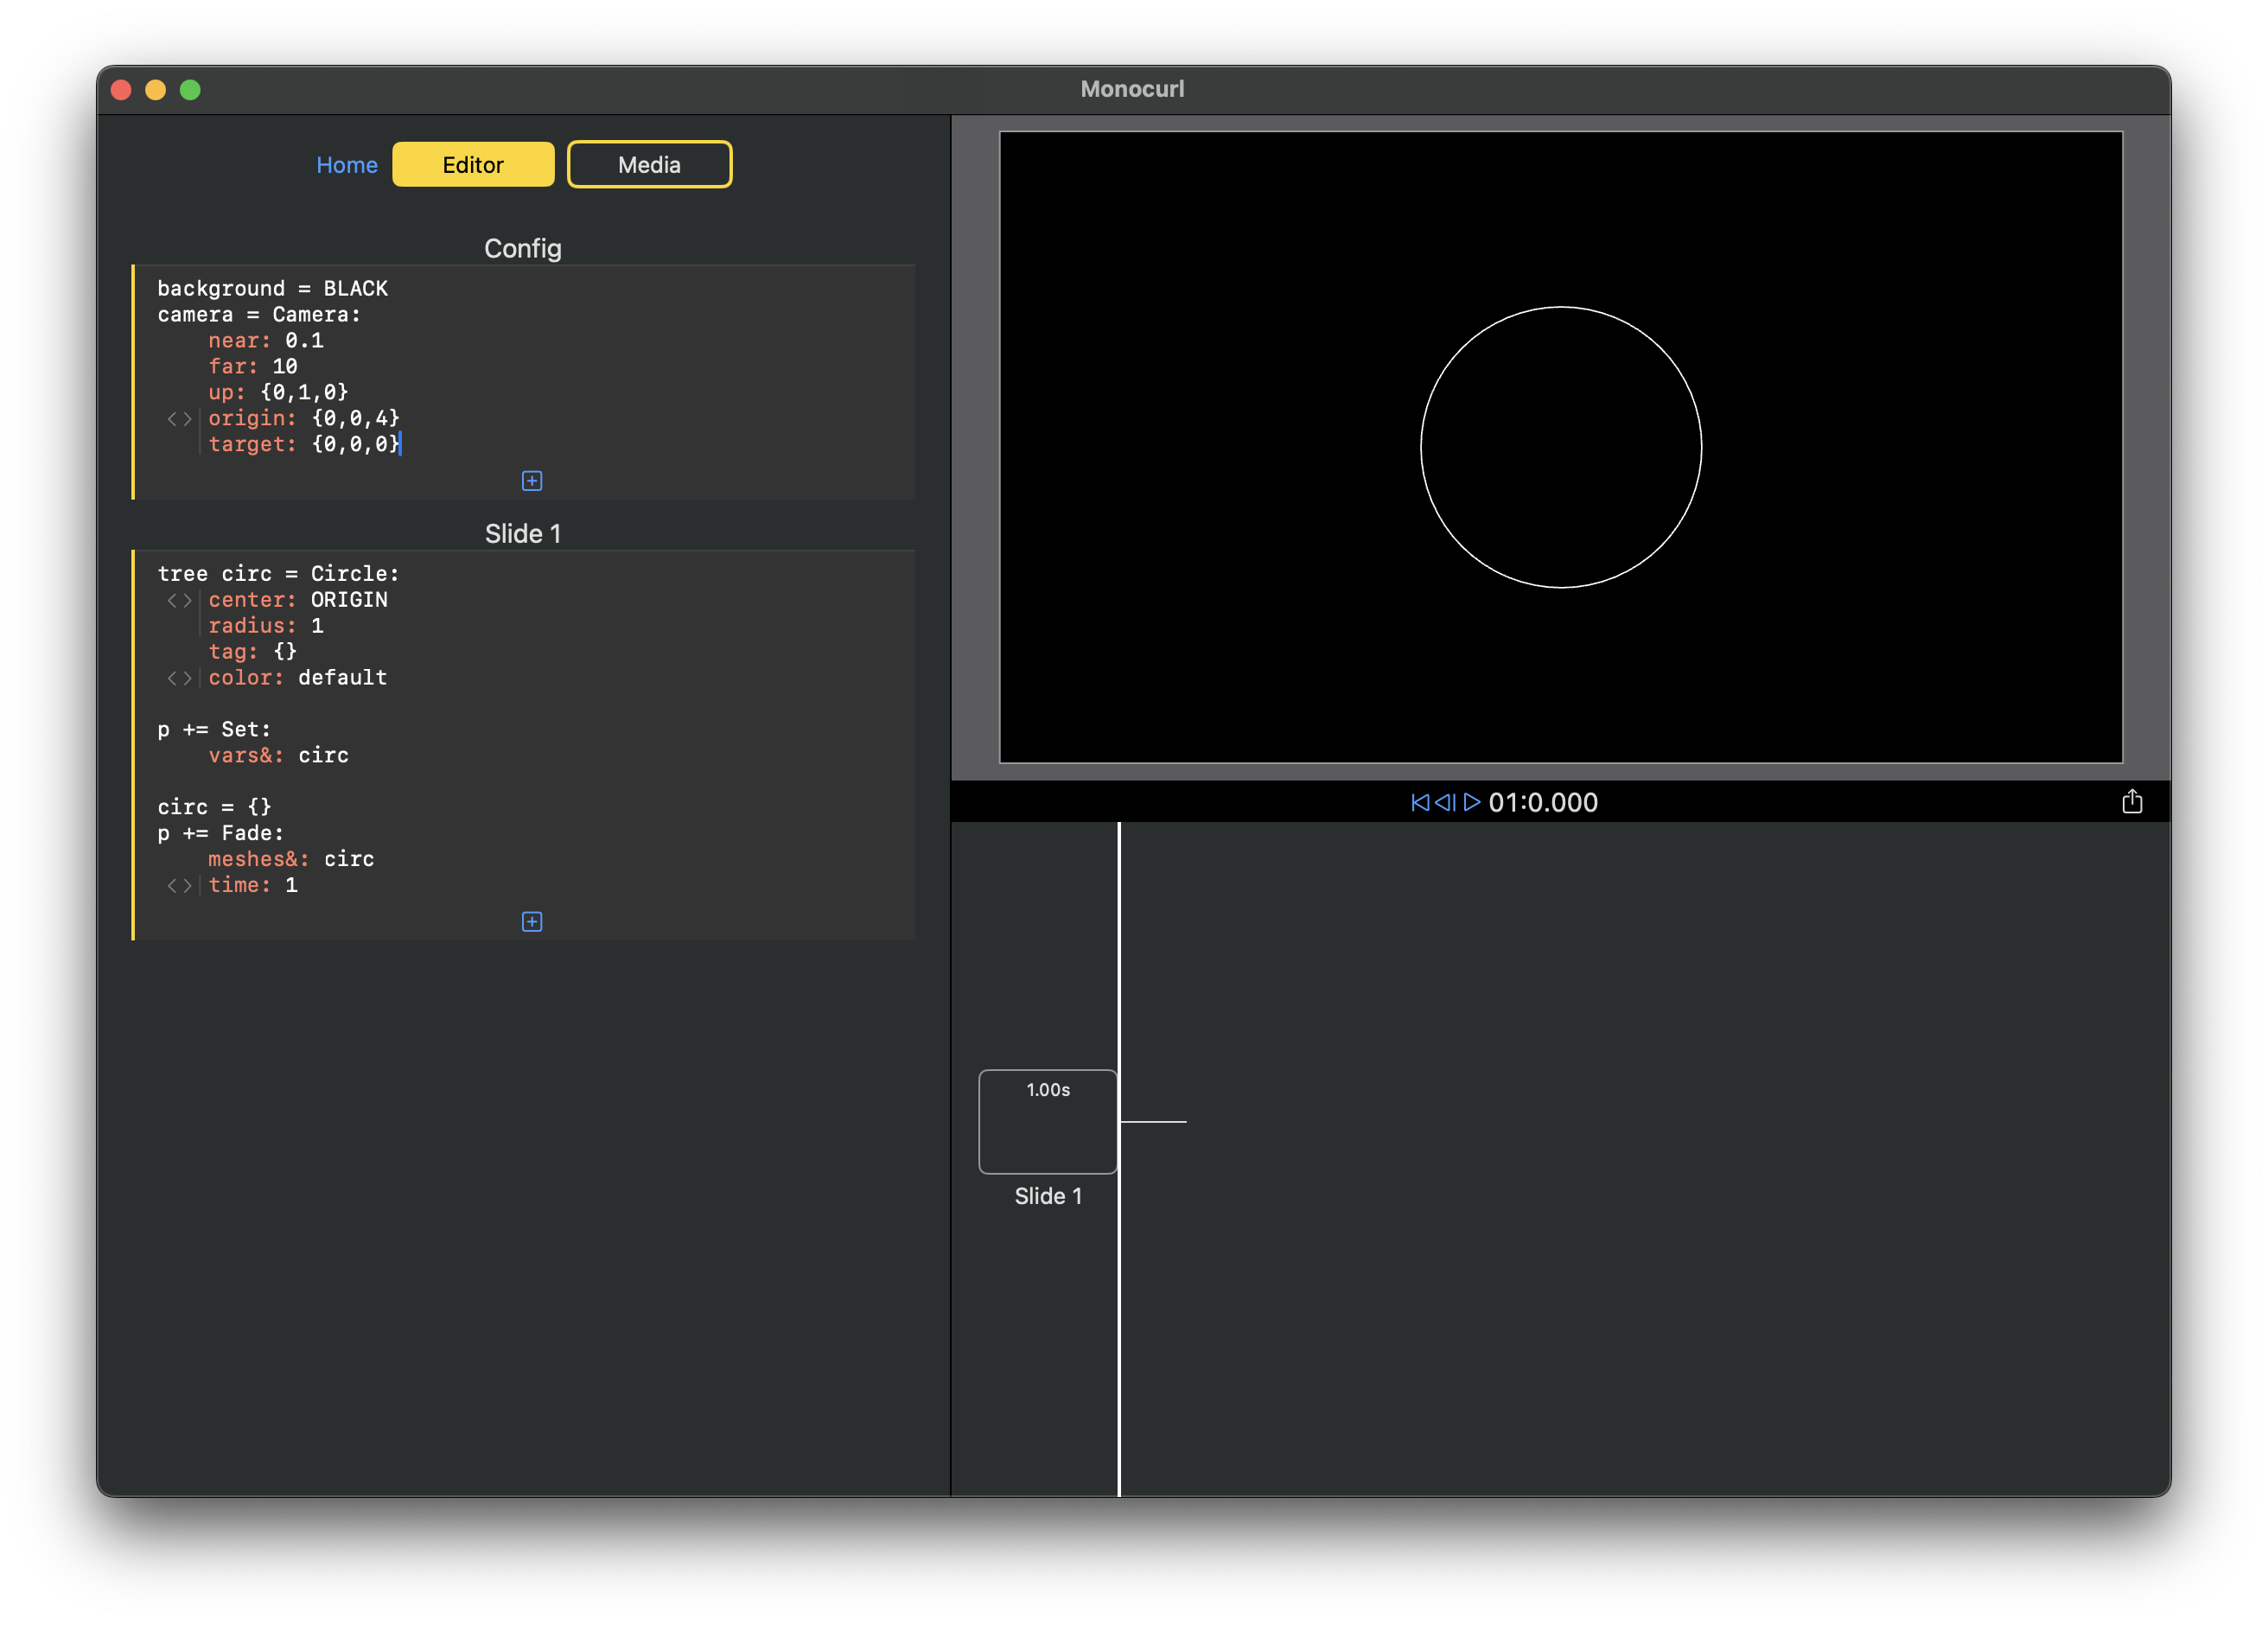 Monocurl
Home Editor Media
Config
background = BLACK
camera = Camera:
near: 0.1
far: 10
up: {0,1,0}
<> origin: {0,0,4}
target: {0,0,0}
Slide 1
tree circ = Circle:
<> center: ORIGIN
radius: 1
tag: {}
<> color: default
p += Set:
vars&: circ
circ = {}
p += Fade:
meshes&: circ
<> time: 1
01:0.000
1.00s
Slide 1